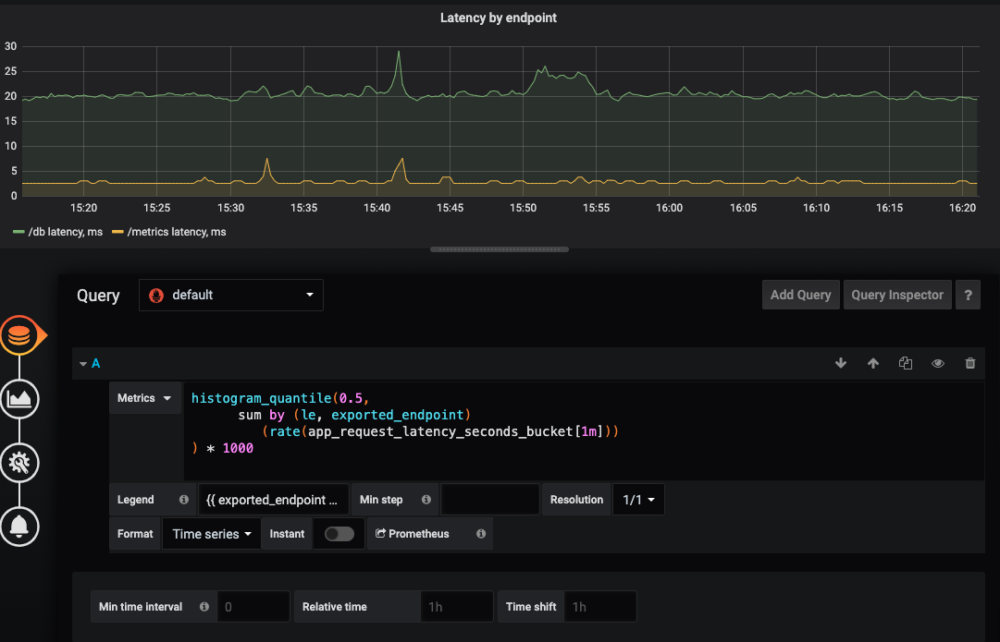 Latency by endpoint
30
25
20
15
10
5
0
15:20 15:25 15:30 15:35 15:40 15:45 15:50 15:55 16:00 16:05 16:10 16:15 16:20
/db latency, ms /metrics latency, ms
Query default Add Query Query Inspector ?
A
Metrics
histogram_quantile(0.5,
sum by (le, exported_endpoint)
(rate(app_request_latency_seconds_bucket[1m]))
) * 1000
Legend {{ exported_endpoint ... Min step Resolution 1/1
Format Time series Instant Prometheus
Min time interval 0 Relative time 1h Time shift 1h